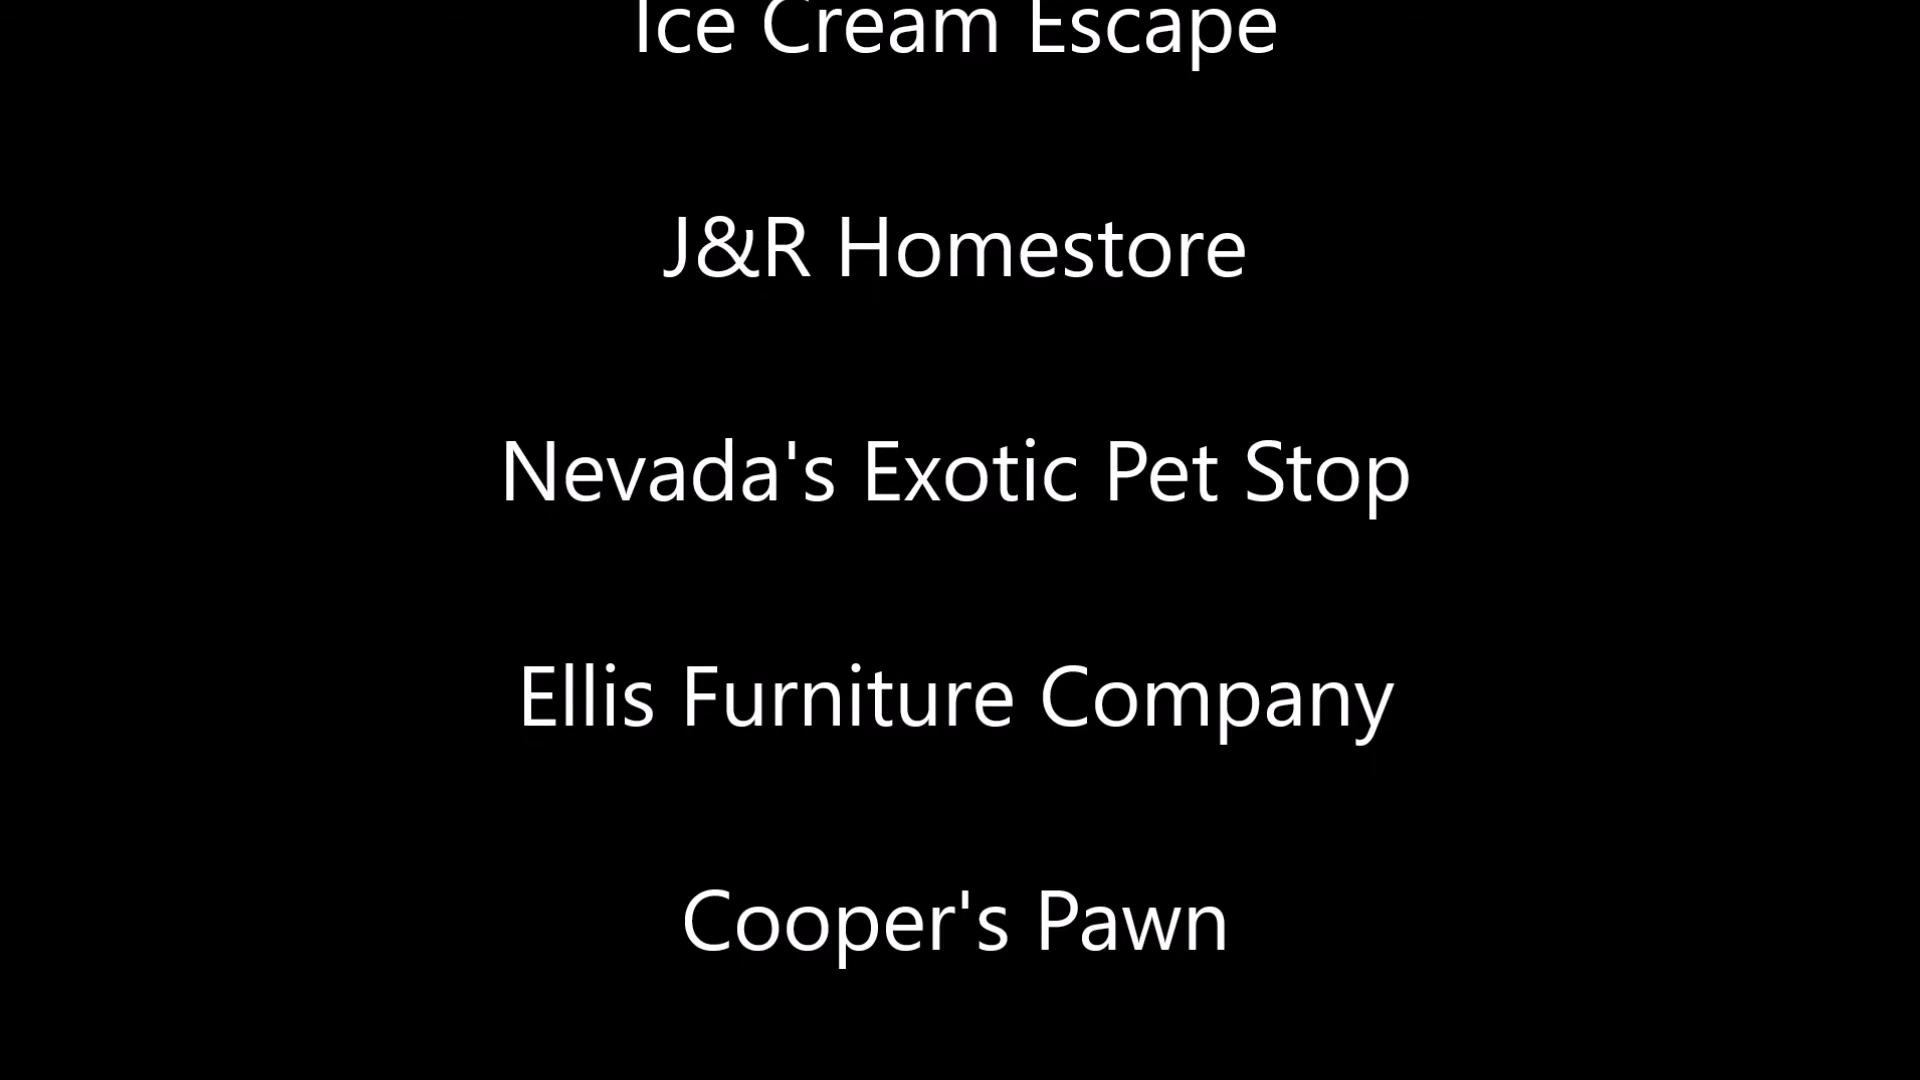 Ice Cream Escape
J&R Homestore
Nevada's Exotic Pet Stop
Ellis Furniture Company
Cooper's Pawn